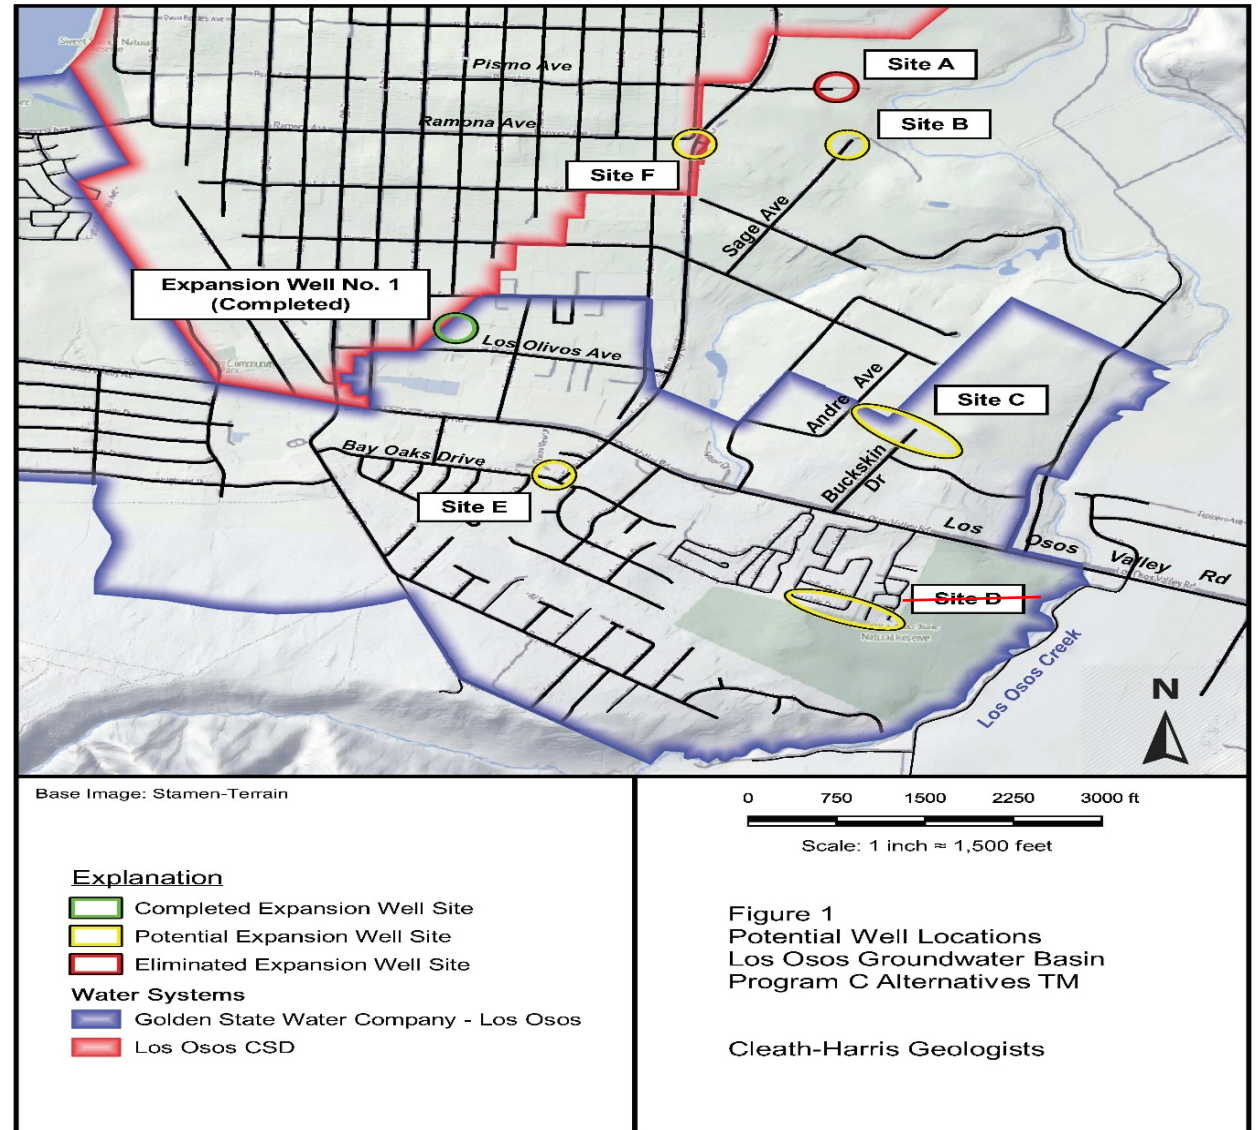 Pismo Ave
Site A
Ramona Ave
Site B
Site F
Sage Ave
Expansion Well No. 1
(Completed)
Los Olivos Ave
Andre Ave
Site C
Bay Oaks Drive
Buckskin
Dr
Site E
Los Osos Valley Rd
Site D
Natural Reserve
Los Osos Creek
N
Base Image: Stamen-Terrain
0 750 1500 2250 3000 ft
Scale: 1 inch ≈ 1,500 feet
Explanation
Completed Expansion Well Site
Potential Expansion Well Site
Eliminated Expansion Well Site
Water Systems
Golden State Water Company - Los Osos
Los Osos CSD
Figure 1
Potential Well Locations
Los Osos Groundwater Basin
Program C Alternatives TM
Cleath-Harris Geologists